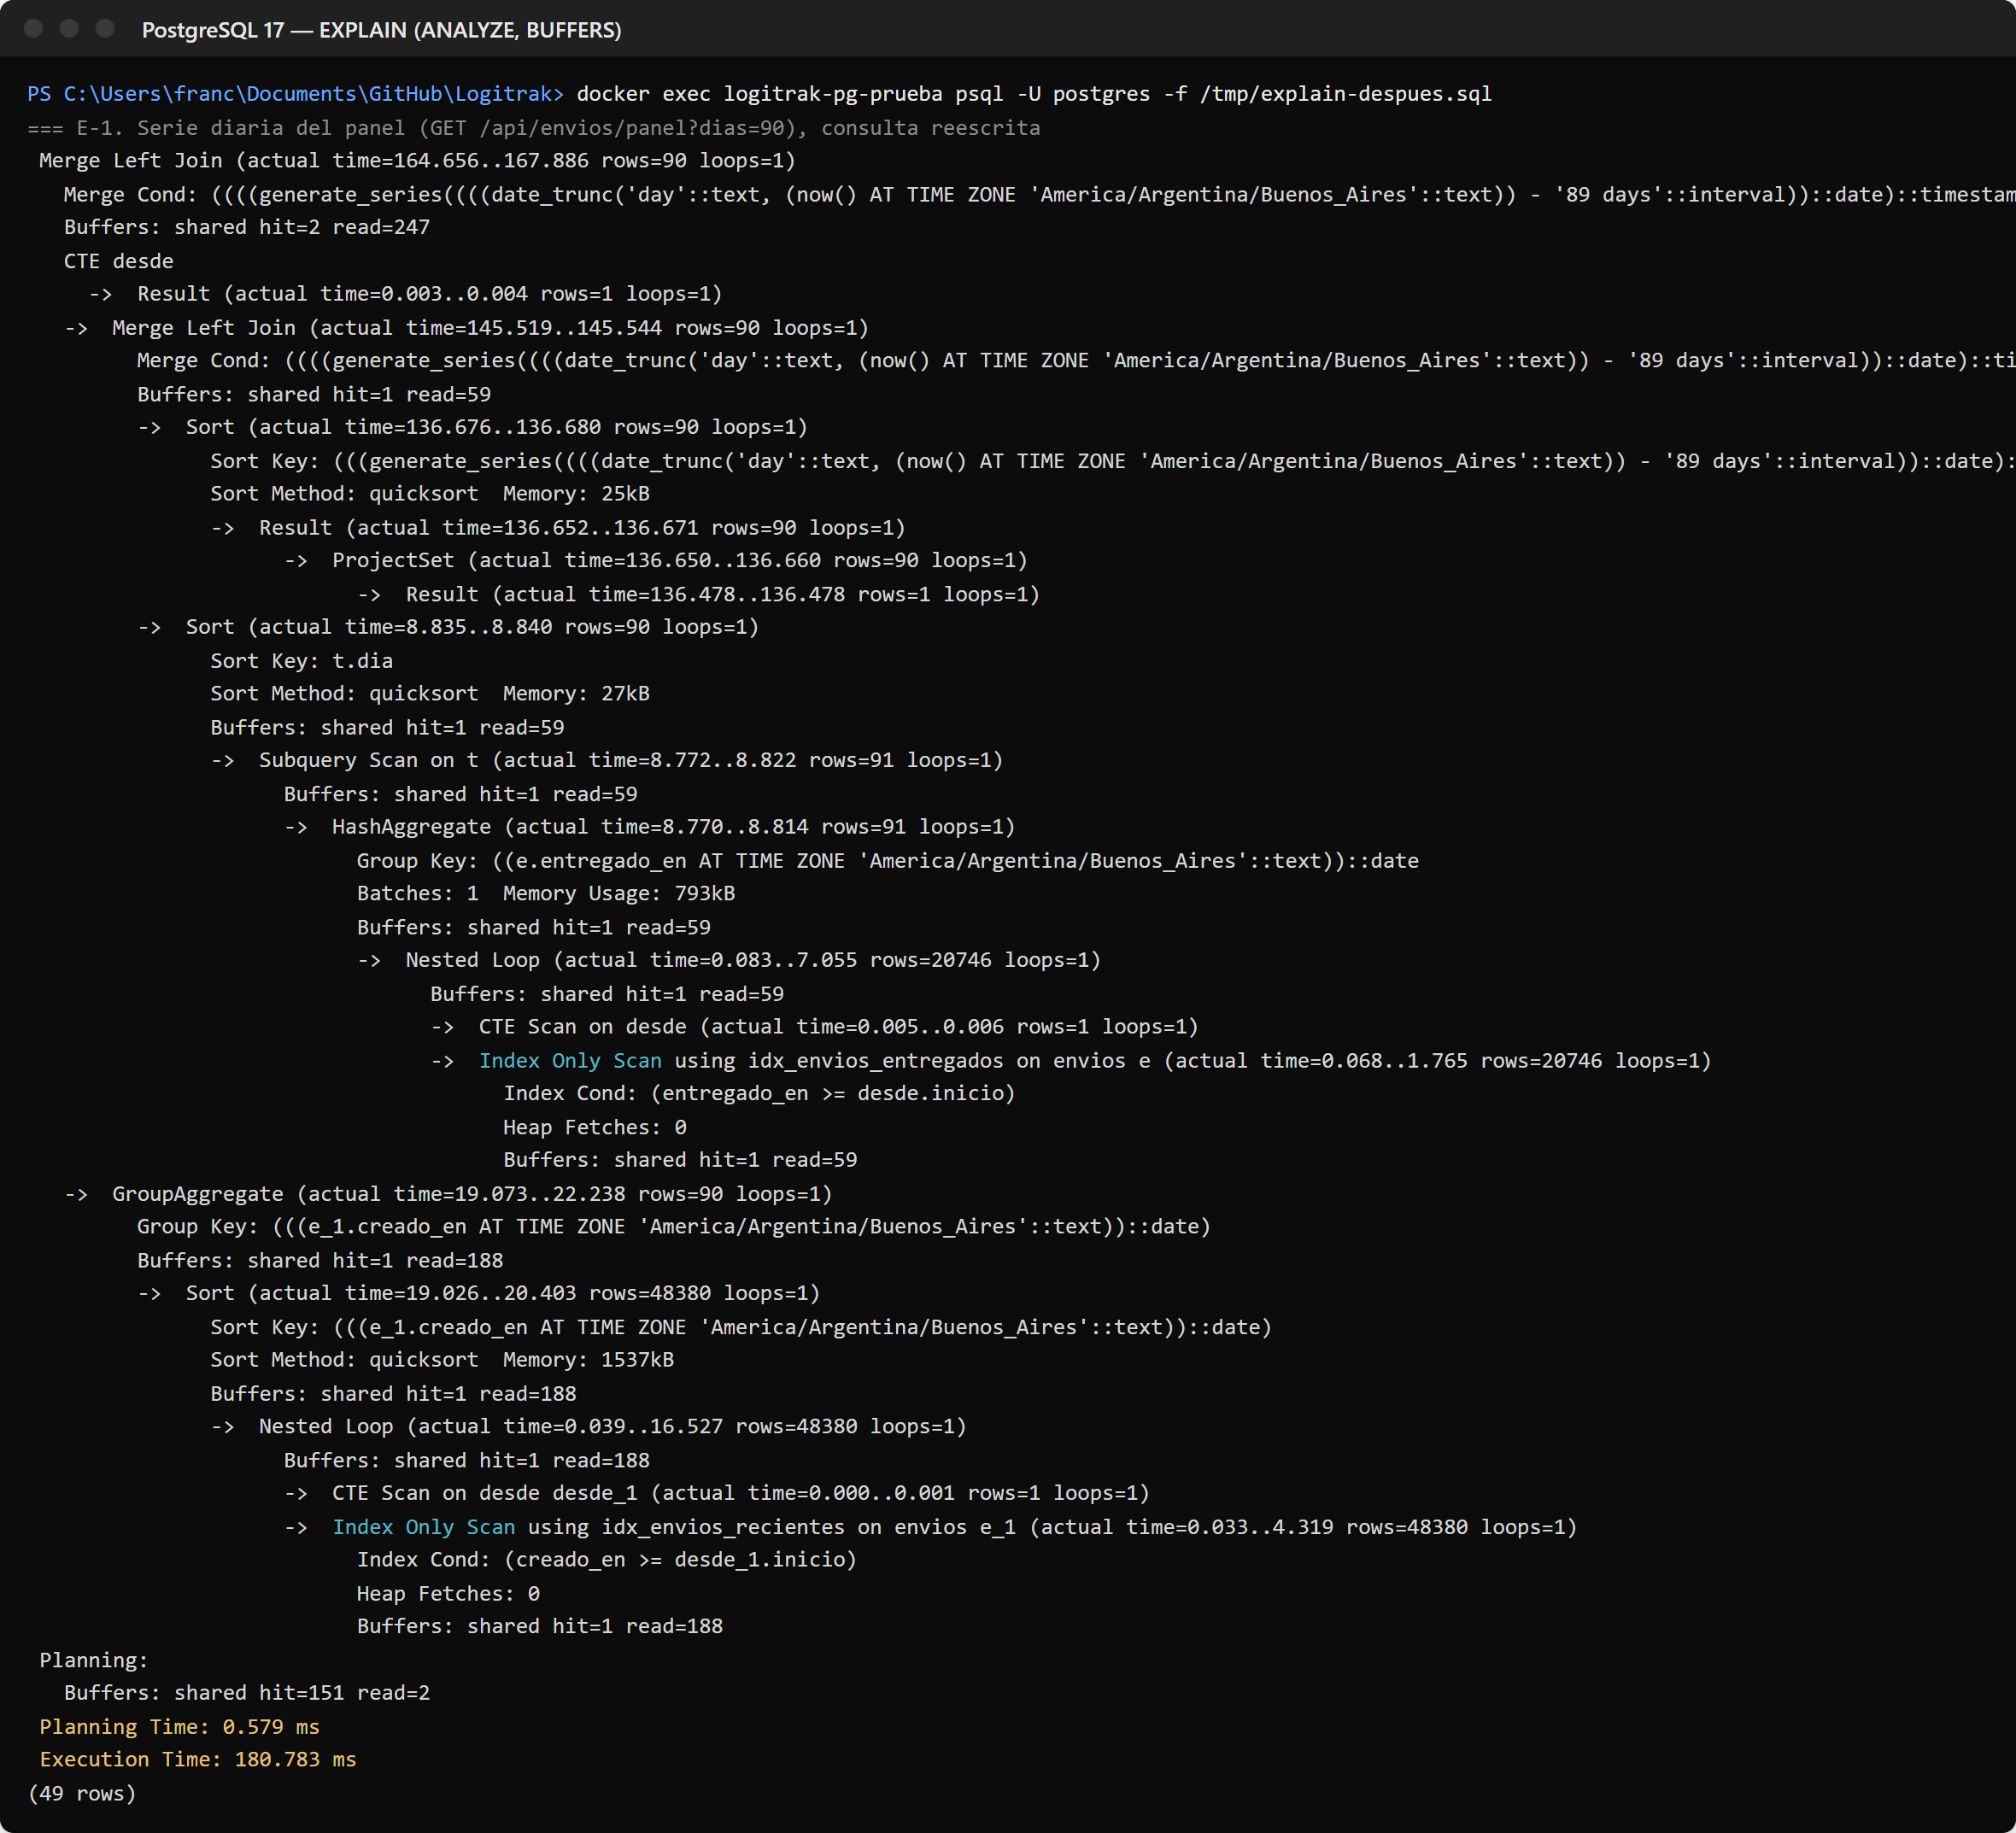 PostgreSQL 17 — EXPLAIN (ANALYZE, BUFFERS)
PS C:\Users\franc\Documents\GitHub\Logitrak> docker exec logitrak-pg-prueba psql -U postgres -f /tmp/explain-despues.sql
=== E-1. Serie diaria del panel (GET /api/envios/panel?dias=90), consulta reescrita
Merge Left Join (actual time=164.656..167.886 rows=90 loops=1)
Merge Cond: ((((generate_series((((date_trunc('day'::text, (now() AT TIME ZONE 'America/Argentina/Buenos_Aires'::text)) - '89 days'::interval))::date)::timestam
Buffers: shared hit=2 read=247
CTE desde
->  Result (actual time=0.003..0.004 rows=1 loops=1)
->  Merge Left Join (actual time=145.519..145.544 rows=90 loops=1)
Merge Cond: ((((generate_series((((date_trunc('day'::text, (now() AT TIME ZONE 'America/Argentina/Buenos_Aires'::text)) - '89 days'::interval))::date)::ti
Buffers: shared hit=1 read=59
->  Sort (actual time=136.676..136.680 rows=90 loops=1)
Sort Key: (((generate_series((((date_trunc('day'::text, (now() AT TIME ZONE 'America/Argentina/Buenos_Aires'::text)) - '89 days'::interval))::date):
Sort Method: quicksort  Memory: 25kB
->  Result (actual time=136.652..136.671 rows=90 loops=1)
->  ProjectSet (actual time=136.650..136.660 rows=90 loops=1)
->  Result (actual time=136.478..136.478 rows=1 loops=1)
->  Sort (actual time=8.835..8.840 rows=90 loops=1)
Sort Key: t.dia
Sort Method: quicksort  Memory: 27kB
Buffers: shared hit=1 read=59
->  Subquery Scan on t (actual time=8.772..8.822 rows=91 loops=1)
Buffers: shared hit=1 read=59
->  HashAggregate (actual time=8.770..8.814 rows=91 loops=1)
Group Key: ((e.entregado_en AT TIME ZONE 'America/Argentina/Buenos_Aires'::text))::date
Batches: 1  Memory Usage: 793kB
Buffers: shared hit=1 read=59
->  Nested Loop (actual time=0.083..7.055 rows=20746 loops=1)
Buffers: shared hit=1 read=59
->  CTE Scan on desde (actual time=0.005..0.006 rows=1 loops=1)
->  Index Only Scan using idx_envios_entregados on envios e (actual time=0.068..1.765 rows=20746 loops=1)
Index Cond: (entregado_en >= desde.inicio)
Heap Fetches: 0
Buffers: shared hit=1 read=59
->  GroupAggregate (actual time=19.073..22.238 rows=90 loops=1)
Group Key: (((e_1.creado_en AT TIME ZONE 'America/Argentina/Buenos_Aires'::text))::date)
Buffers: shared hit=1 read=188
->  Sort (actual time=19.026..20.403 rows=48380 loops=1)
Sort Key: (((e_1.creado_en AT TIME ZONE 'America/Argentina/Buenos_Aires'::text))::date)
Sort Method: quicksort  Memory: 1537kB
Buffers: shared hit=1 read=188
->  Nested Loop (actual time=0.039..16.527 rows=48380 loops=1)
Buffers: shared hit=1 read=188
->  CTE Scan on desde desde_1 (actual time=0.000..0.001 rows=1 loops=1)
->  Index Only Scan using idx_envios_recientes on envios e_1 (actual time=0.033..4.319 rows=48380 loops=1)
Index Cond: (creado_en >= desde_1.inicio)
Heap Fetches: 0
Buffers: shared hit=1 read=188
Planning:
Buffers: shared hit=151 read=2
Planning Time: 0.579 ms
Execution Time: 180.783 ms
(49 rows)